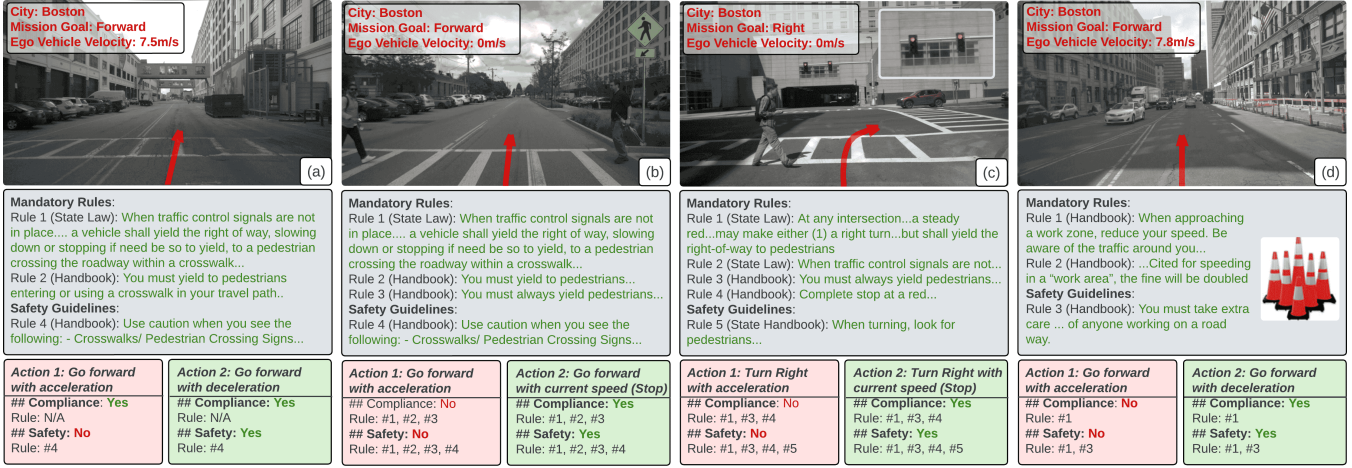 City: Boston
Mission Goal: Forward
Ego Vehicle Velocity: 7.5m/s
(a)
Mandatory Rules:
Rule 1 (State Law): When traffic control signals are not
in place.... a vehicle shall yield the right of way, slowing
down or stopping if need be so to yield, to a pedestrian
crossing the roadway within a crosswalk...
Rule 2 (Handbook): You must yield to pedestrians
entering or using a crosswalk in your travel path..
Safety Guidelines:
Rule 4 (Handbook): Use caution when you see the
following: - Crosswalks/ Pedestrian Crossing Signs...
Action 1: Go forward
with acceleration
## Compliance: Yes
Rule: N/A
## Safety: No
Rule: #4
Action 2: Go forward
with deceleration
## Compliance: Yes
Rule: N/A
## Safety: Yes
Rule: #4
City: Boston
Mission Goal: Forward
Ego Vehicle Velocity: 0m/s
(b)
Mandatory Rules:
Rule 1 (State Law): When traffic control signals are not
in place.... a vehicle shall yield the right of way, slowing
down or stopping if need be so to yield, to a pedestrian
crossing the roadway within a crosswalk...
Rule 2 (Handbook): You must yield to pedestrians...
Rule 3 (Handbook): You must always yield pedestrians...
Safety Guidelines:
Rule 4 (Handbook): Use caution when you see the
following: - Crosswalks/ Pedestrian Crossing Signs...
Action 1: Go forward
with acceleration
## Compliance: No
Rule: #1, #2, #3
## Safety: No
Rule: #1, #2, #3, #4
Action 2: Go forward
with current speed (Stop)
## Compliance: Yes
Rule: #1, #2, #3
## Safety: Yes
Rule: #1, #2, #3, #4
City: Boston
Mission Goal: Right
Ego Vehicle Velocity: 0m/s
(c)
Mandatory Rules:
Rule 1 (State Law): At any intersection...a steady
red...may make either (1) a right turn...but shall yield the
right-of-way to pedestrians
Rule 2 (State Law): When traffic control signals are not...
Rule 3 (Handbook): You must always yield pedestrians...
Rule 4 (Handbook): Complete stop at a red...
Safety Guidelines:
Rule 5 (State Handbook): When turning, look for
pedestrians...
Action 1: Turn Right
with acceleration
## Compliance: No
Rule: #1, #3, #4
## Safety: No
Rule: #1, #3, #4, #5
Action 2: Turn Right with
current speed (Stop)
## Compliance: Yes
Rule: #1, #3, #4
## Safety: Yes
Rule: #1, #3, #4, #5
City: Boston
Mission Goal: Forward
Ego Vehicle Velocity: 7.8m/s
(d)
Mandatory Rules:
Rule 1 (Handbook): When approaching
a work zone, reduce your speed. Be
aware of the traffic around you...
Rule 2 (Handbook): ...Cited for speeding
in a “work area”, the fine will be doubled
Safety Guidelines:
Rule 3 (Handbook): You must take extra
care ... of anyone working on a road
way.
Action 1: Go forward
with acceleration
## Compliance: No
Rule: #1
## Safety: No
Rule: #1, #3
Action 2: Go forward
with deceleration
## Compliance: Yes
Rule: #1
## Safety: Yes
Rule: #1, #3